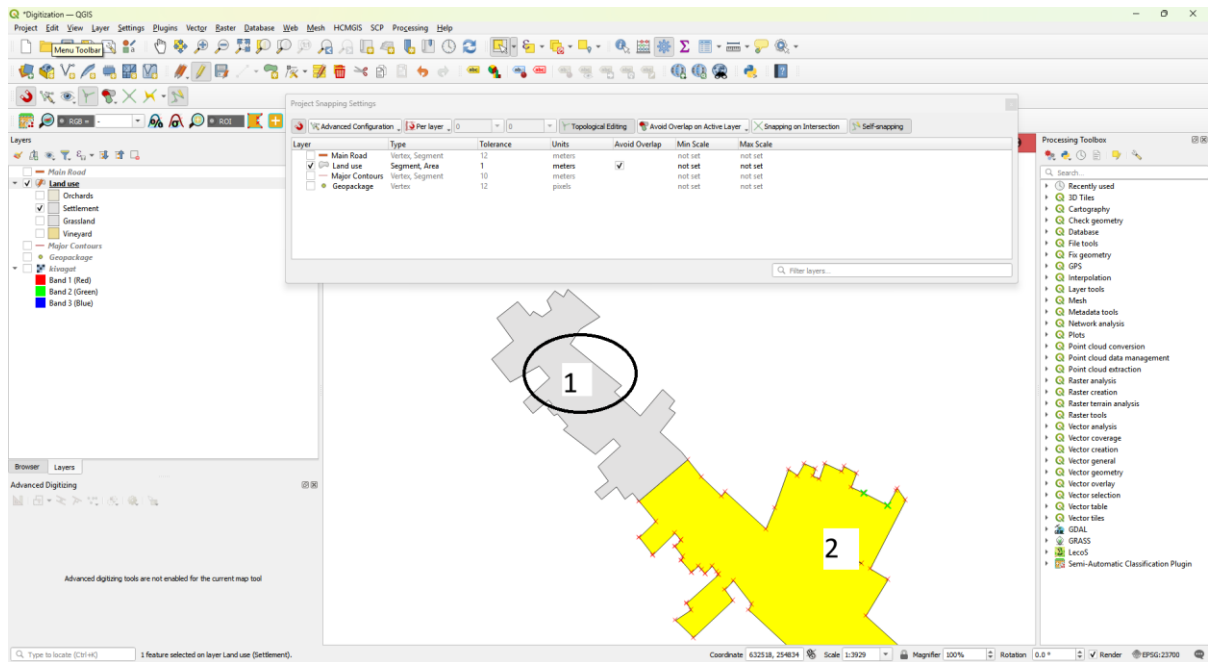 *Digitization — QGIS
Project Edit View Layer Settings Plugins Vector Raster Database Web Mesh HCMGIS SCP Processing Help
Menu Toolbar
RGB = -
ROI
Project Snapping Settings
Advanced Configuration Per layer 0 0 Topological Editing Avoid Overlap on Active Layer Snapping on Intersection Self-snapping
Layer Type Tolerance Units Avoid Overlap Min Scale Max Scale
Main Road Vertex, Segment 12 meters not set not set
Land use Segment, Area 1 meters not set not set
Major Contours Vertex, Segment 10 meters not set not set
Geopackage Vertex 12 pixels not set not set
Filter layers...
Layers
Main Road
Land use
Orchards
Settlement
Grassland
Vineyard
Major Contours
Geopackage
kivagat
Band 1 (Red)
Band 2 (Green)
Band 3 (Blue)
Browser Layers
Advanced Digitizing
Advanced digitizing tools are not enabled for the current map tool
1
2
Processing Toolbox
Search...
Recently used
3D Tiles
Cartography
Check geometry
Database
File tools
Fix geometry
GPS
Interpolation
Layer tools
Mesh
Metadata tools
Network analysis
Plots
Point cloud conversion
Point cloud data management
Point cloud extraction
Raster analysis
Raster creation
Raster terrain analysis
Raster tools
Vector analysis
Vector coverage
Vector creation
Vector general
Vector geometry
Vector overlay
Vector selection
Vector table
Vector tiles
GDAL
GRASS
LecoS
Semi-Automatic Classification Plugin
Type to locate (Ctrl+K) 1 feature selected on layer Land use (Settlement). Coordinate 632518, 254834 Scale 1:3929 Magnifier 100% Rotation 0.0 ° Render EPSG:23700